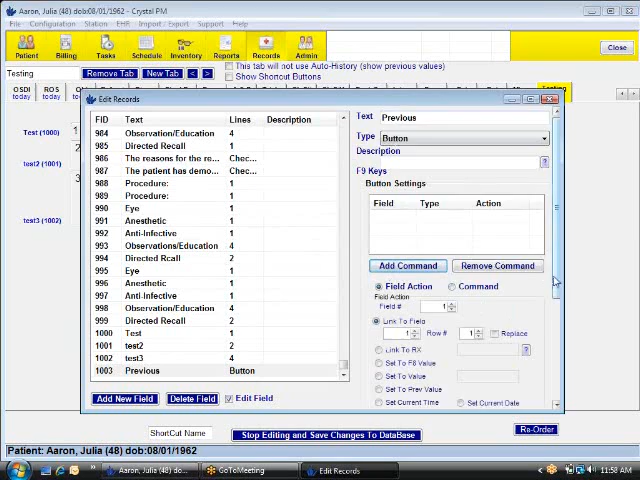 Aaron, Julia (48) dob:08/01/1962 - Crystal PM
File Configuration Station EHR Import / Export Support Help
Patient Billing Tasks Schedule Inventory Reports Records Admin Close
Testing Remove Tab New Tab < > This tab will not use Auto-History (show previous values)
Show Shortcut Buttons
OSDI today ROS today Testing
Test (1000) 1
2
test2 (1001) 3
test3 (1002)
Edit Records
FID Text Lines Description
984 Observation/Education 4
985 Directed Recall 2
986 The reasons for the re... Chec...
987 The patient has demo... Chec...
988 Procedure: 1
989 Procedure: 1
990 Eye 1
991 Anesthetic 1
992 Anti-Infective 1
993 Observations/Education 4
994 Directed Rcall 2
995 Eye 1
996 Anesthetic 1
997 Anti-Infective 1
998 Observations/Education 4
999 Directed Recall 2
1000 Test 1
1001 test2 2
1002 test3 4
1003 Previous Button
Add New Field Delete Field Edit Field
Text Previous
Type Button
Description ?
F9 Keys
Button Settings
Field Type Action
Add Command Remove Command
Field Action Command
Field Action
Field # 1
Link To Field
1 Row # 1 Replace
Link To RX ?
Set To F8 Value
Set To Value
Set To Prev Value
Set Current Time Set Current Date
ShortCut Name Stop Editing and Save Changes To DataBase Re-Order
Patient: Aaron, Julia (48) dob:08/01/1962
Aaron, Julia (48) do... GoToMeeting Edit Records 11:58 AM